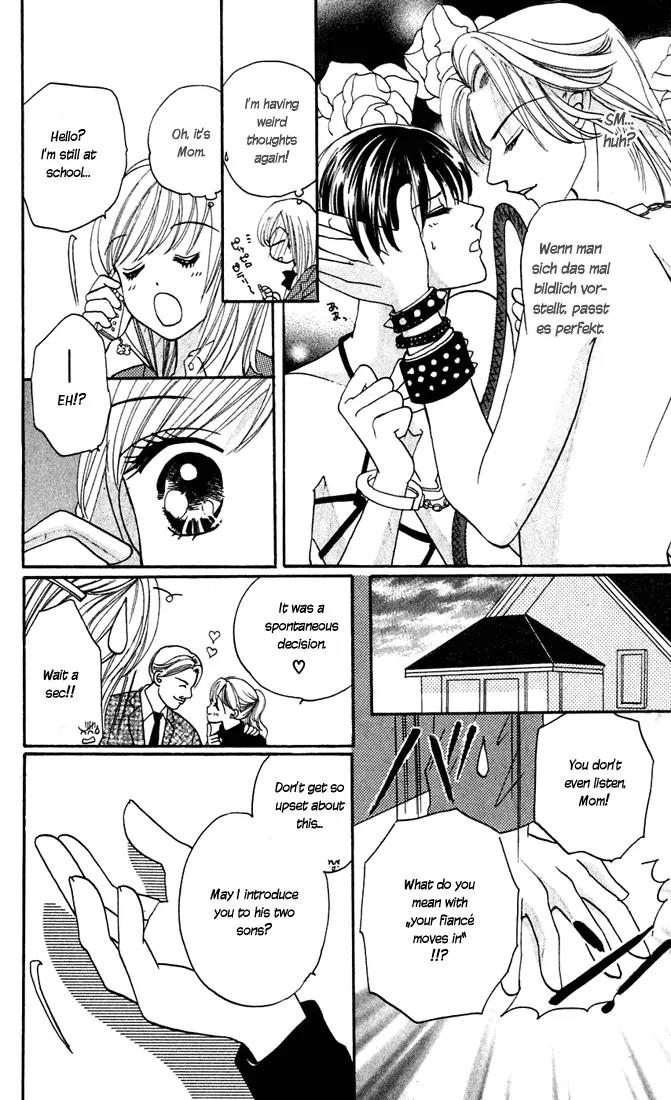 SM...
huh?
Wenn man
sich das mal
bildlich vor-
stellt, passt
es perfekt.
I'm having
weird
thoughts
again!
Oh, it's
Mom.
Hello?
I'm still at
school...
EH!?
You don't
even listen,
Mom!
What do you
mean with
„your fiancé
moves in"
!!?
It was a
spontaneous
decision.
♡
Wait a
sec!!
Don't get so
upset about
this...
May I introduce
you to his two
sons?